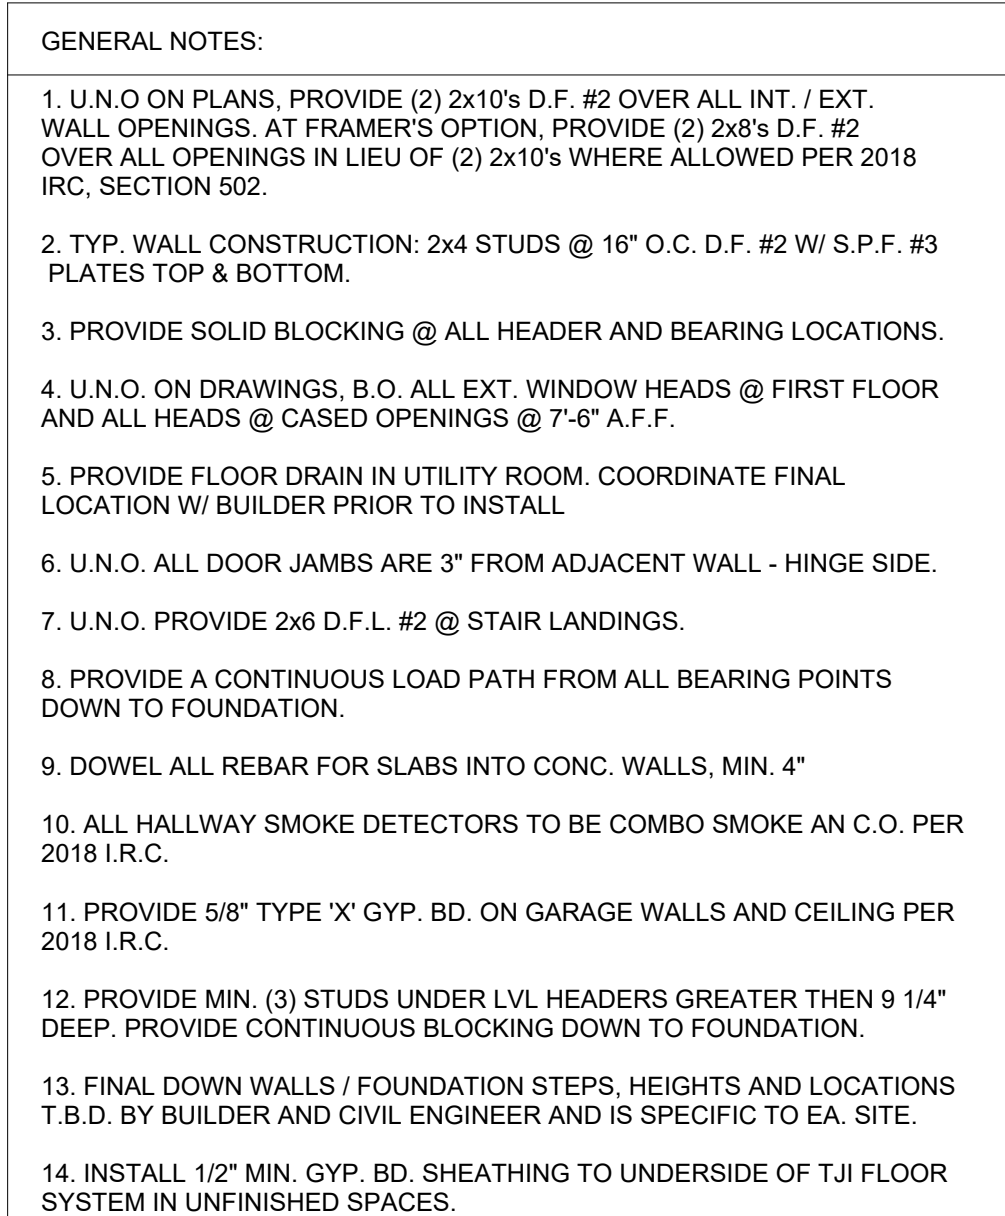 GENERAL NOTES:
1. U.N.O ON PLANS, PROVIDE (2) 2x10's D.F. #2 OVER ALL INT. / EXT.
WALL OPENINGS. AT FRAMER'S OPTION, PROVIDE (2) 2x8's D.F. #2
OVER ALL OPENINGS IN LIEU OF (2) 2x10's WHERE ALLOWED PER 2018
IRC, SECTION 502.
2. TYP. WALL CONSTRUCTION: 2x4 STUDS @ 16" O.C. D.F. #2 W/ S.P.F. #3
PLATES TOP & BOTTOM.
3. PROVIDE SOLID BLOCKING @ ALL HEADER AND BEARING LOCATIONS.
4. U.N.O. ON DRAWINGS, B.O. ALL EXT. WINDOW HEADS @ FIRST FLOOR
AND ALL HEADS @ CASED OPENINGS @ 7'-6" A.F.F.
5. PROVIDE FLOOR DRAIN IN UTILITY ROOM. COORDINATE FINAL
LOCATION W/ BUILDER PRIOR TO INSTALL
6. U.N.O. ALL DOOR JAMBS ARE 3" FROM ADJACENT WALL - HINGE SIDE.
7. U.N.O. PROVIDE 2x6 D.F.L. #2 @ STAIR LANDINGS.
8. PROVIDE A CONTINUOUS LOAD PATH FROM ALL BEARING POINTS
DOWN TO FOUNDATION.
9. DOWEL ALL REBAR FOR SLABS INTO CONC. WALLS, MIN. 4"
10. ALL HALLWAY SMOKE DETECTORS TO BE COMBO SMOKE AN C.O. PER
2018 I.R.C.
11. PROVIDE 5/8" TYPE 'X' GYP. BD. ON GARAGE WALLS AND CEILING PER
2018 I.R.C.
12. PROVIDE MIN. (3) STUDS UNDER LVL HEADERS GREATER THEN 9 1/4"
DEEP. PROVIDE CONTINUOUS BLOCKING DOWN TO FOUNDATION.
13. FINAL DOWN WALLS / FOUNDATION STEPS, HEIGHTS AND LOCATIONS
T.B.D. BY BUILDER AND CIVIL ENGINEER AND IS SPECIFIC TO EA. SITE.
14. INSTALL 1/2" MIN. GYP. BD. SHEATHING TO UNDERSIDE OF TJI FLOOR
SYSTEM IN UNFINISHED SPACES.